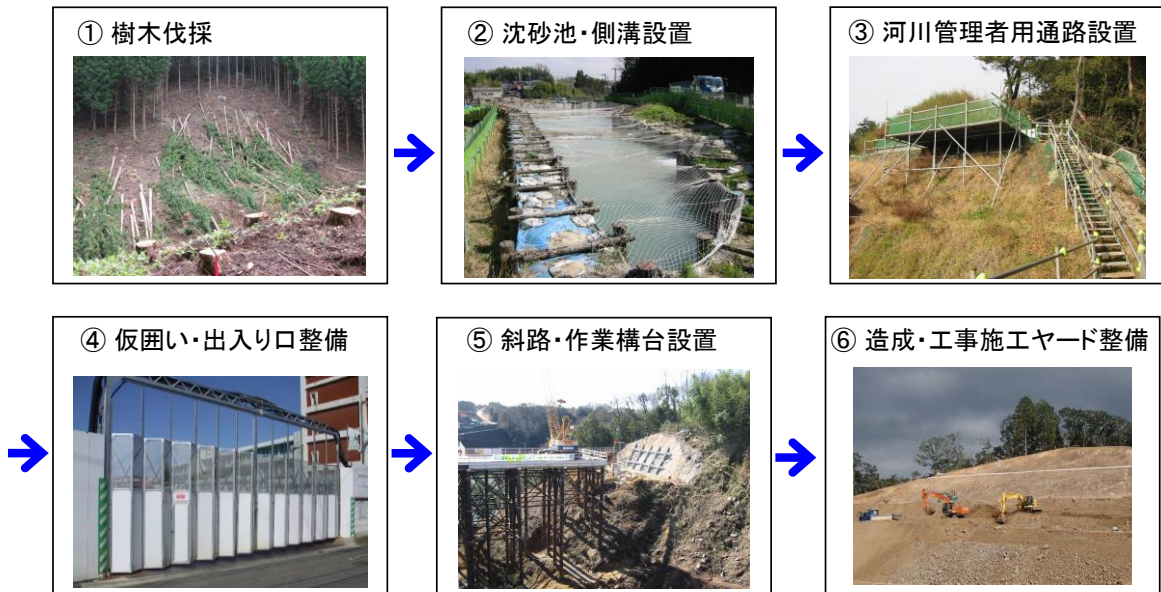 ① 樹木伐採
② 沈砂池・側溝設置
③ 河川管理者用通路設置
④ 仮囲い・出入り口整備
⑤ 斜路・作業構台設置
⑥ 造成・工事施工ヤード整備